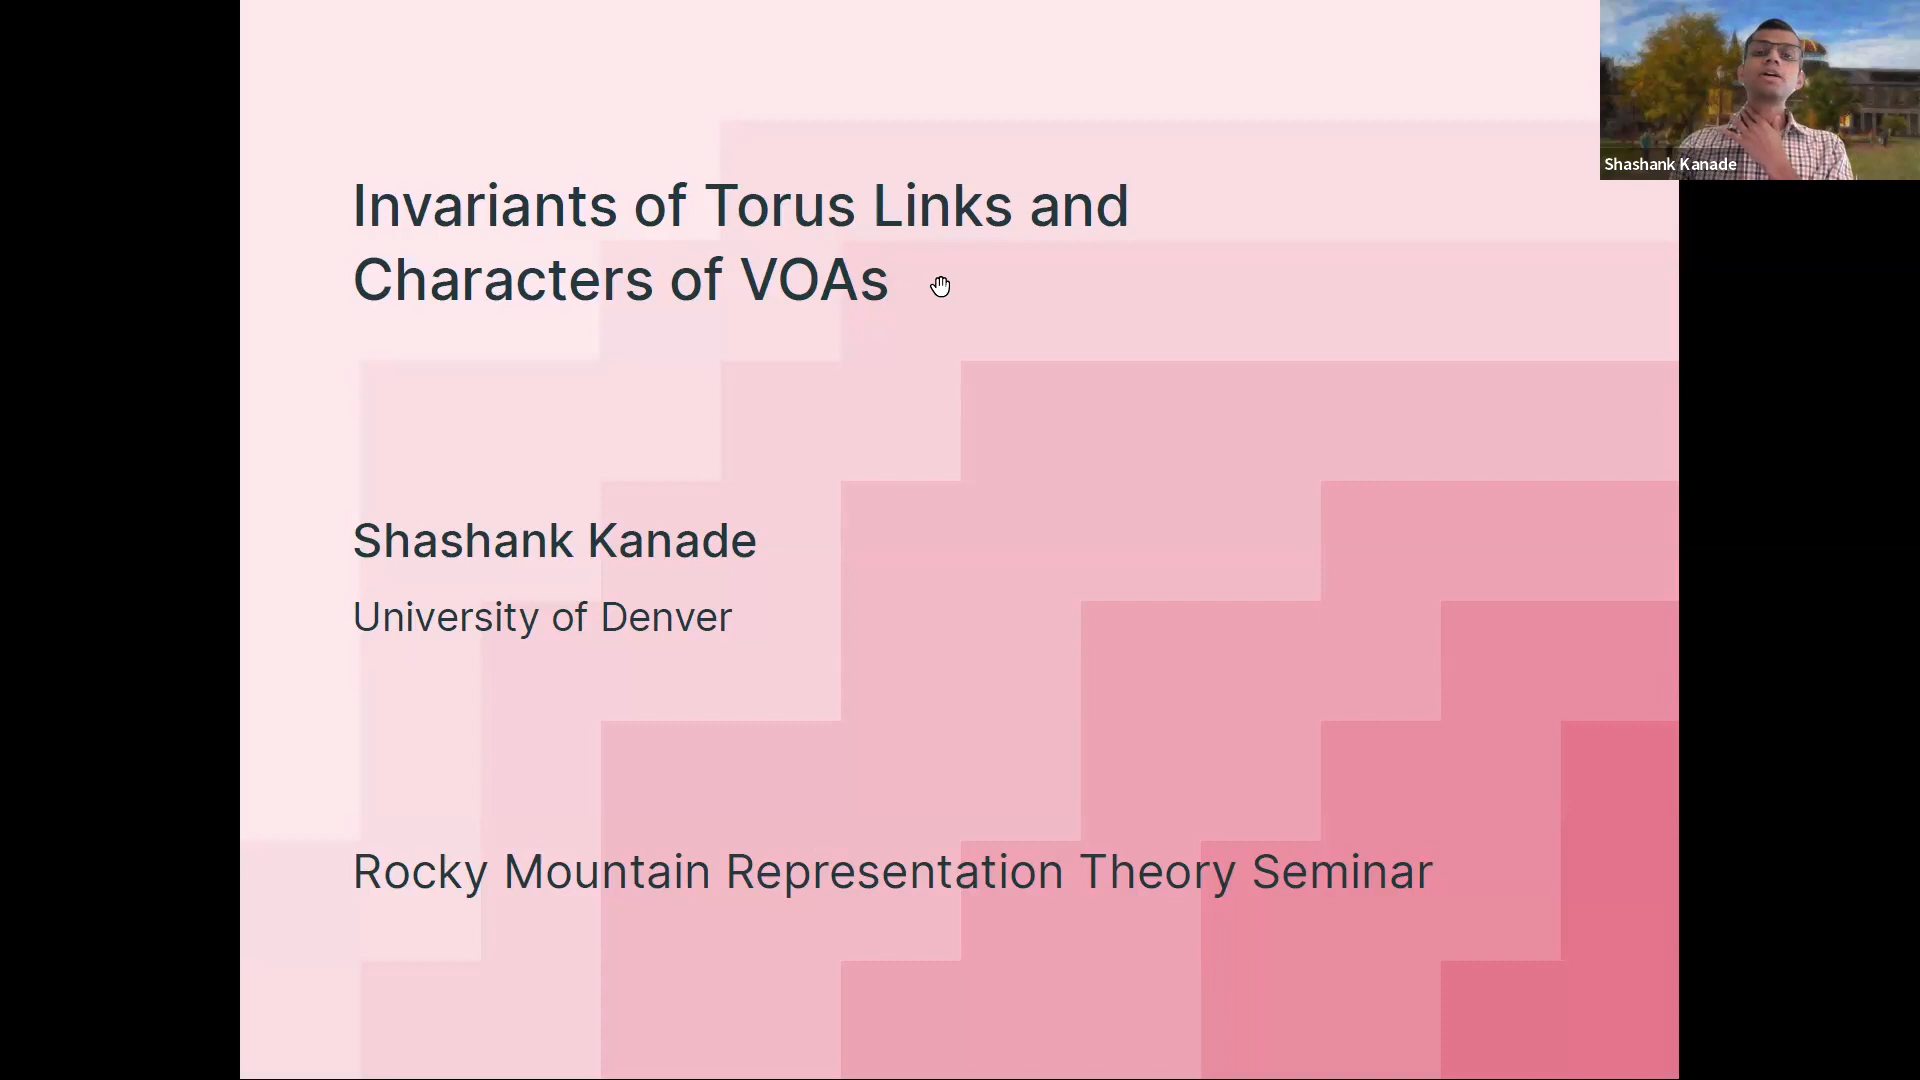 Invariants of Torus Links and
Characters of VOAs
Shashank Kanade
University of Denver
Rocky Mountain Representation Theory Seminar
Shashank Kanade